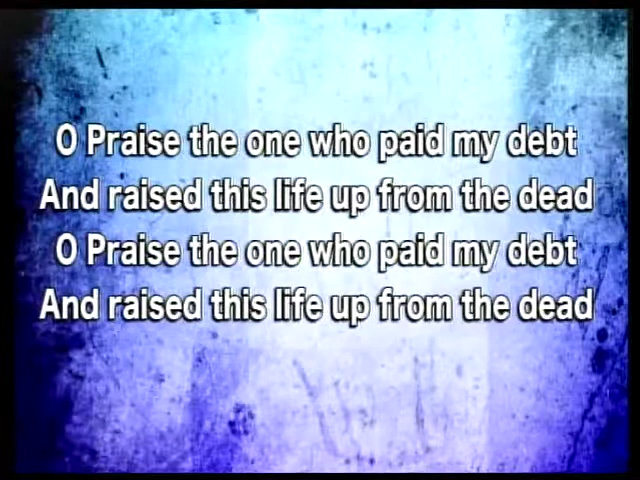 O Praise the one who paid my debt
And raised this life up from the dead
O Praise the one who paid my debt
And raised this life up from the dead